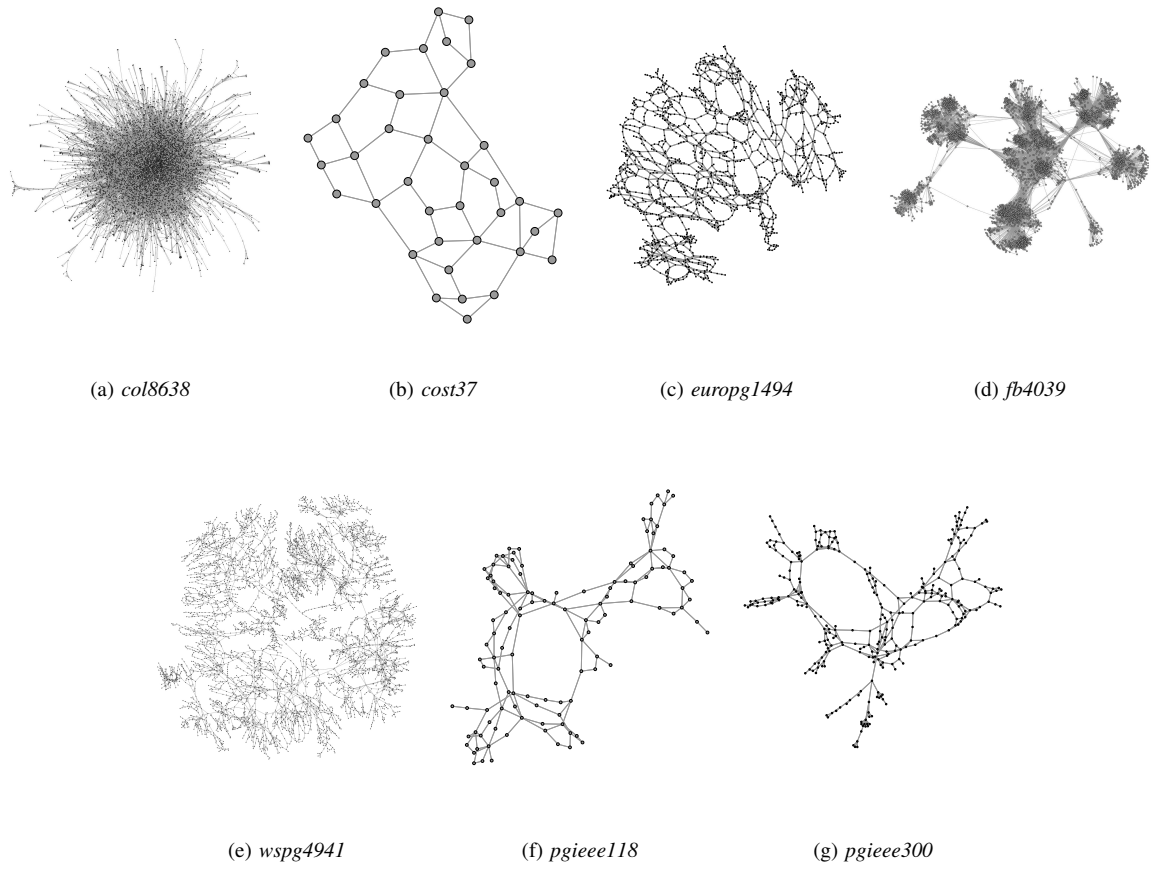 (a) col8638
(b) cost37
(c) europg1494
(d) fb4039
(e) wspg4941
(f) pgieee118
(g) pgieee300